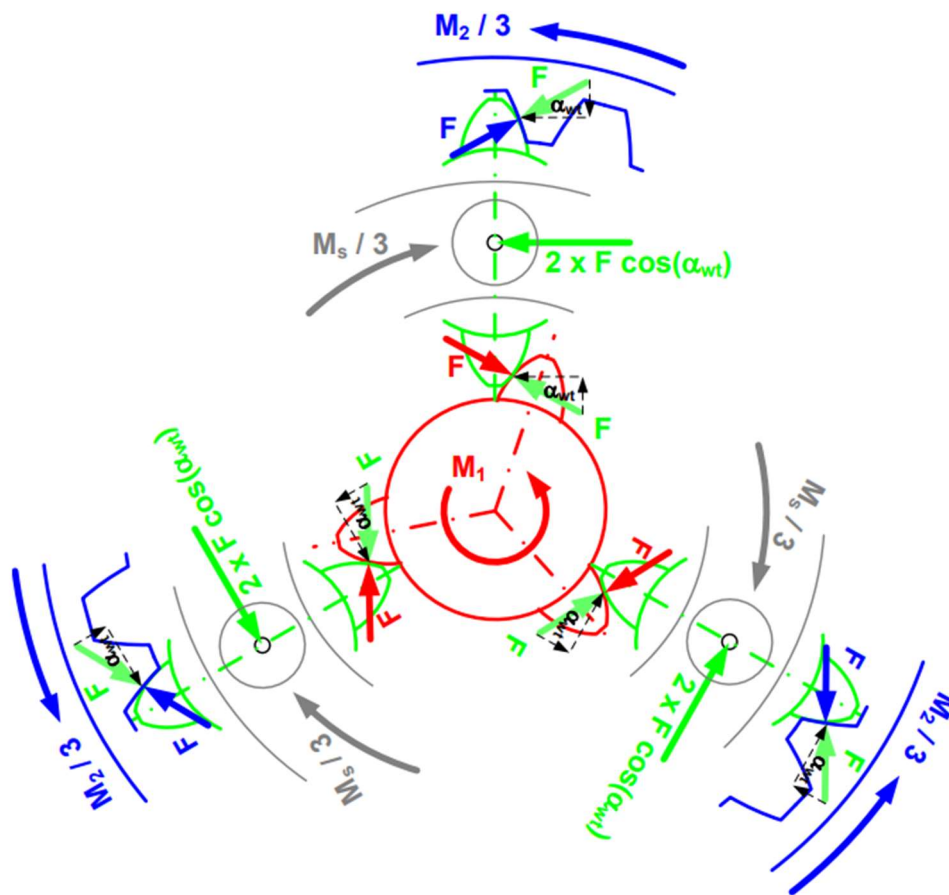 M₂ / 3
F
α_wt
F
M_s / 3
2 x F cos(α_wt)
F
α_wt
F
M₁
2 x F cos(α_wt)
F
α_wt
F
M_s / 3
F
α_wt
F
F
α_wt
F
M₂ / 3
M_s / 3
2 x F cos(α_wt)
F
α_wt
F
M₂ / 3